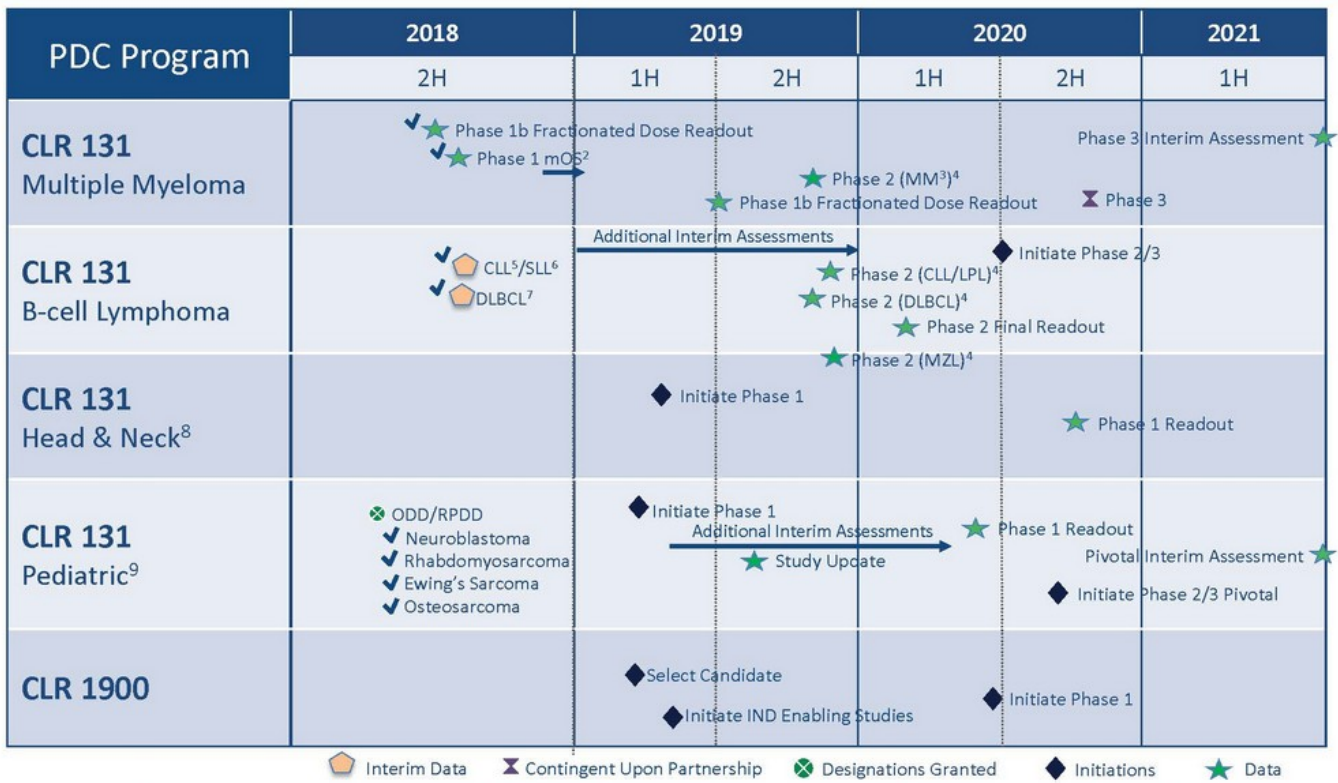 PDC Program
2018
2019
2020
2021
2H
1H
2H
1H
2H
1H
CLR 131
Multiple Myeloma
Phase 1b Fractionated Dose Readout
Phase 1 mOS²
Phase 2 (MM³)⁴
Phase 1b Fractionated Dose Readout
Phase 3 Interim Assessment
Phase 3
CLR 131
B-cell Lymphoma
CLL⁵/SLL⁶
DLBCL⁷
Additional Interim Assessments
Initiate Phase 2/3
Phase 2 (CLL/LPL)⁴
Phase 2 (DLBCL)⁴
Phase 2 Final Readout
Phase 2 (MZL)⁴
CLR 131
Head & Neck⁸
Initiate Phase 1
Phase 1 Readout
CLR 131
Pediatric⁹
ODD/RPDD
Neuroblastoma
Rhabdomyosarcoma
Ewing's Sarcoma
Osteosarcoma
Initiate Phase 1
Additional Interim Assessments
Study Update
Phase 1 Readout
Pivotal Interim Assessment
Initiate Phase 2/3 Pivotal
CLR 1900
Select Candidate
Initiate IND Enabling Studies
Initiate Phase 1
Interim Data
Contingent Upon Partnership
Designations Granted
Initiations
Data